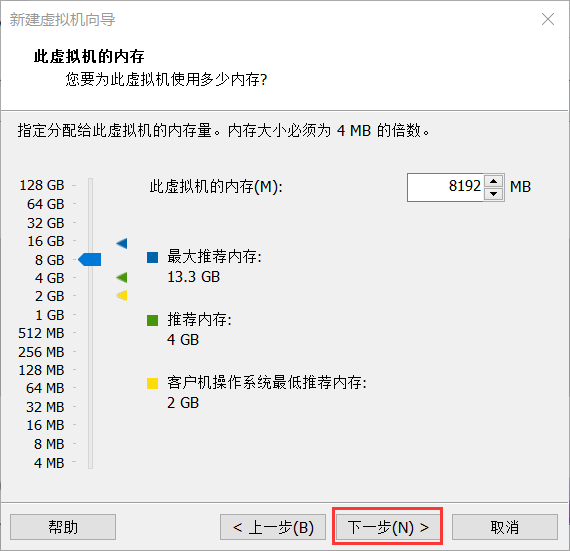 新建虚拟机向导
此虚拟机的内存
您要为此虚拟机使用多少内存?
指定分配给此虚拟机的内存量。内存大小必须为 4 MB 的倍数。
128 GB
64 GB
32 GB
16 GB
8 GB
4 GB
2 GB
1 GB
512 MB
256 MB
128 MB
64 MB
32 MB
16 MB
8 MB
4 MB
此虚拟机的内存(M): 8192 MB
最大推荐内存:
13.3 GB
推荐内存:
4 GB
客户机操作系统最低推荐内存:
2 GB
帮助 < 上一步(B) 下一步(N) > 取消